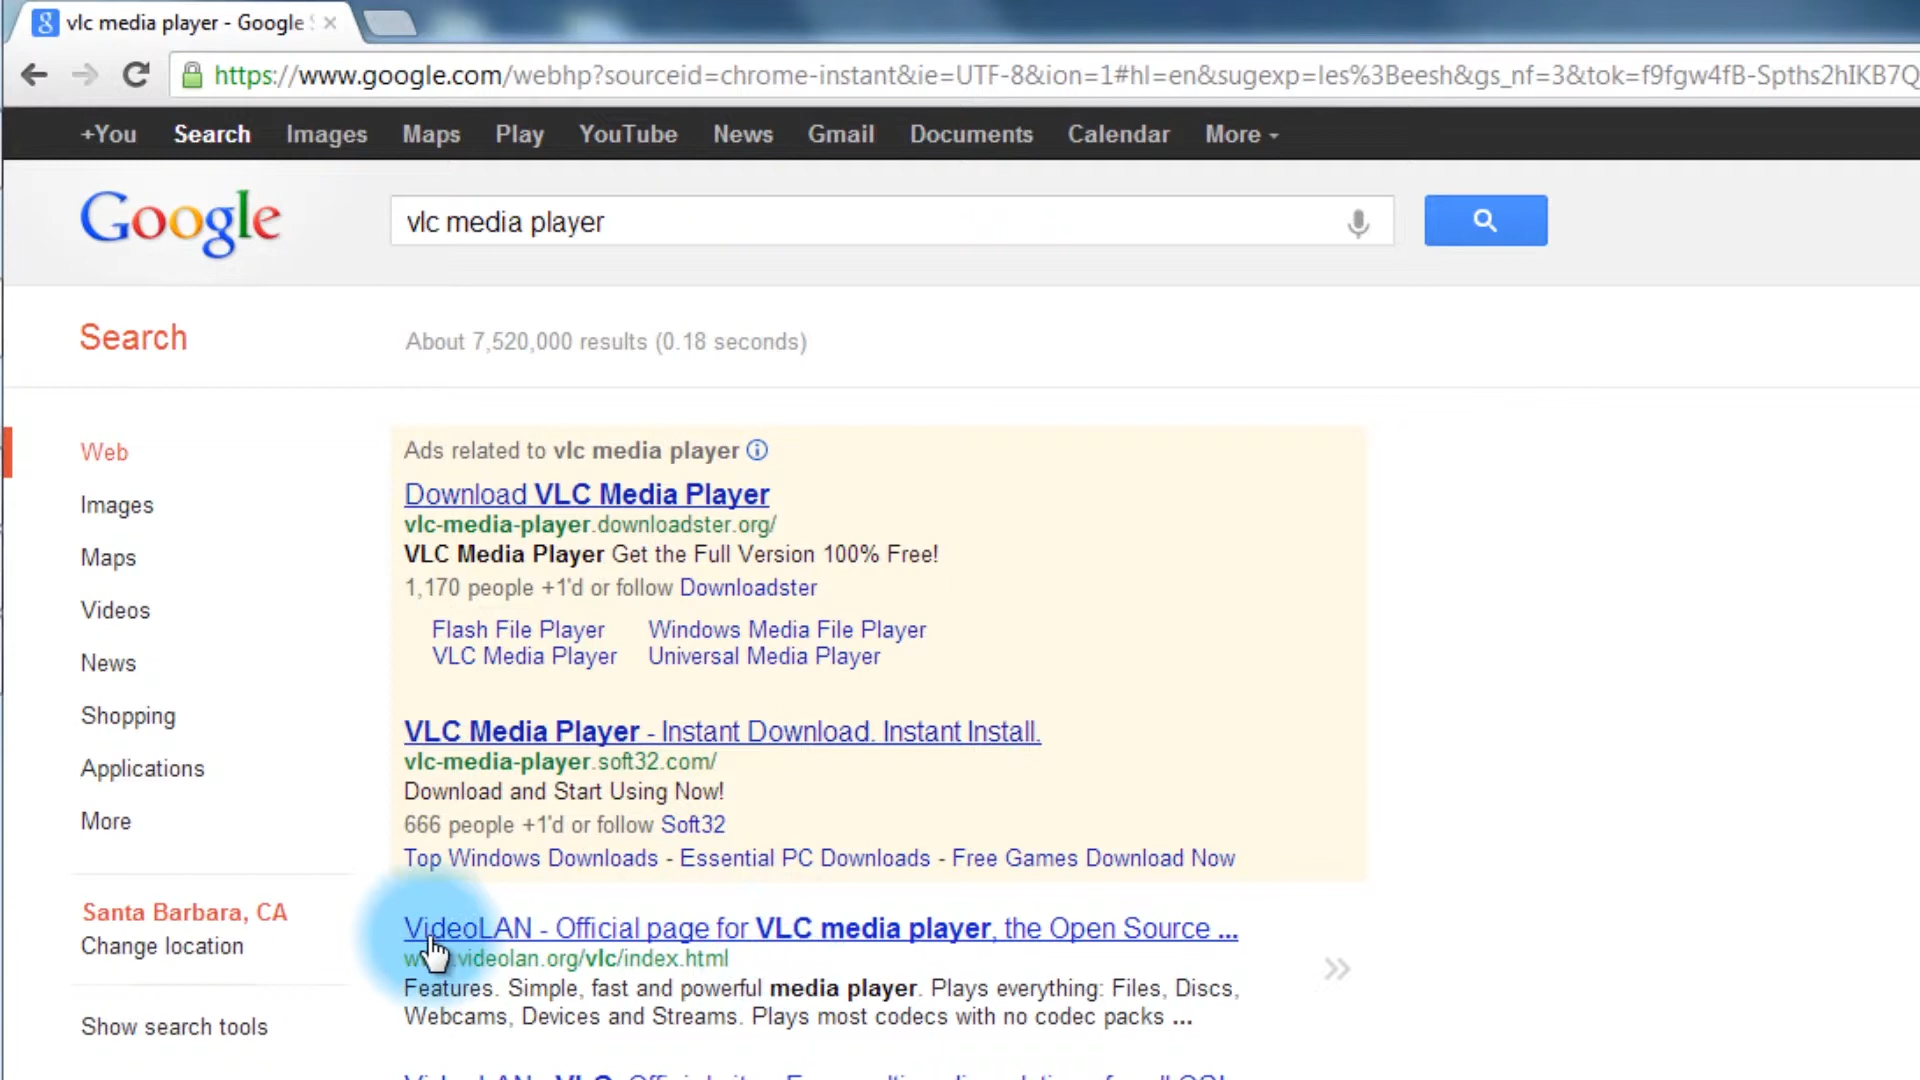 vlc media player - Google
https://www.google.com/webhp?sourceid=chrome-instant&ie=UTF-8&ion=1#hl=en&sugexp=les%3Beesh&gs_nf=3&tok=f9fgw4fB-Spths2hIKB7Q
+You Search Images Maps Play YouTube News Gmail Documents Calendar More
Google
vlc media player
Search
About 7,520,000 results (0.18 seconds)
Web
Images
Maps
Videos
News
Shopping
Applications
More
Santa Barbara, CA
Change location
Show search tools
Ads related to vlc media player
Download VLC Media Player
vlc-media-player.downloadster.org/
VLC Media Player Get the Full Version 100% Free!
1,170 people +1'd or follow Downloadster
Flash File Player Windows Media File Player
VLC Media Player Universal Media Player
VLC Media Player - Instant Download. Instant Install.
vlc-media-player.soft32.com/
Download and Start Using Now!
666 people +1'd or follow Soft32
Top Windows Downloads - Essential PC Downloads - Free Games Download Now
VideoLAN - Official page for VLC media player, the Open Source ...
videolan.org/vlc/index.html
Features. Simple, fast and powerful media player. Plays everything: Files, Discs,
Webcams, Devices and Streams. Plays most codecs with no codec packs ...